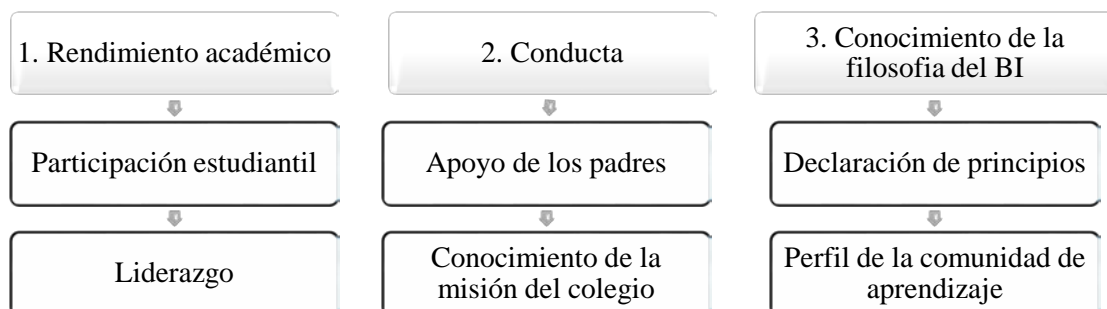 1. Rendimiento académico
Participación estudiantil
Liderazgo
2. Conducta
Apoyo de los padres
Conocimiento de la
misión del colegio
3. Conocimiento de la
filosofia del BI
Declaración de principios
Perfil de la comunidad de
aprendizaje